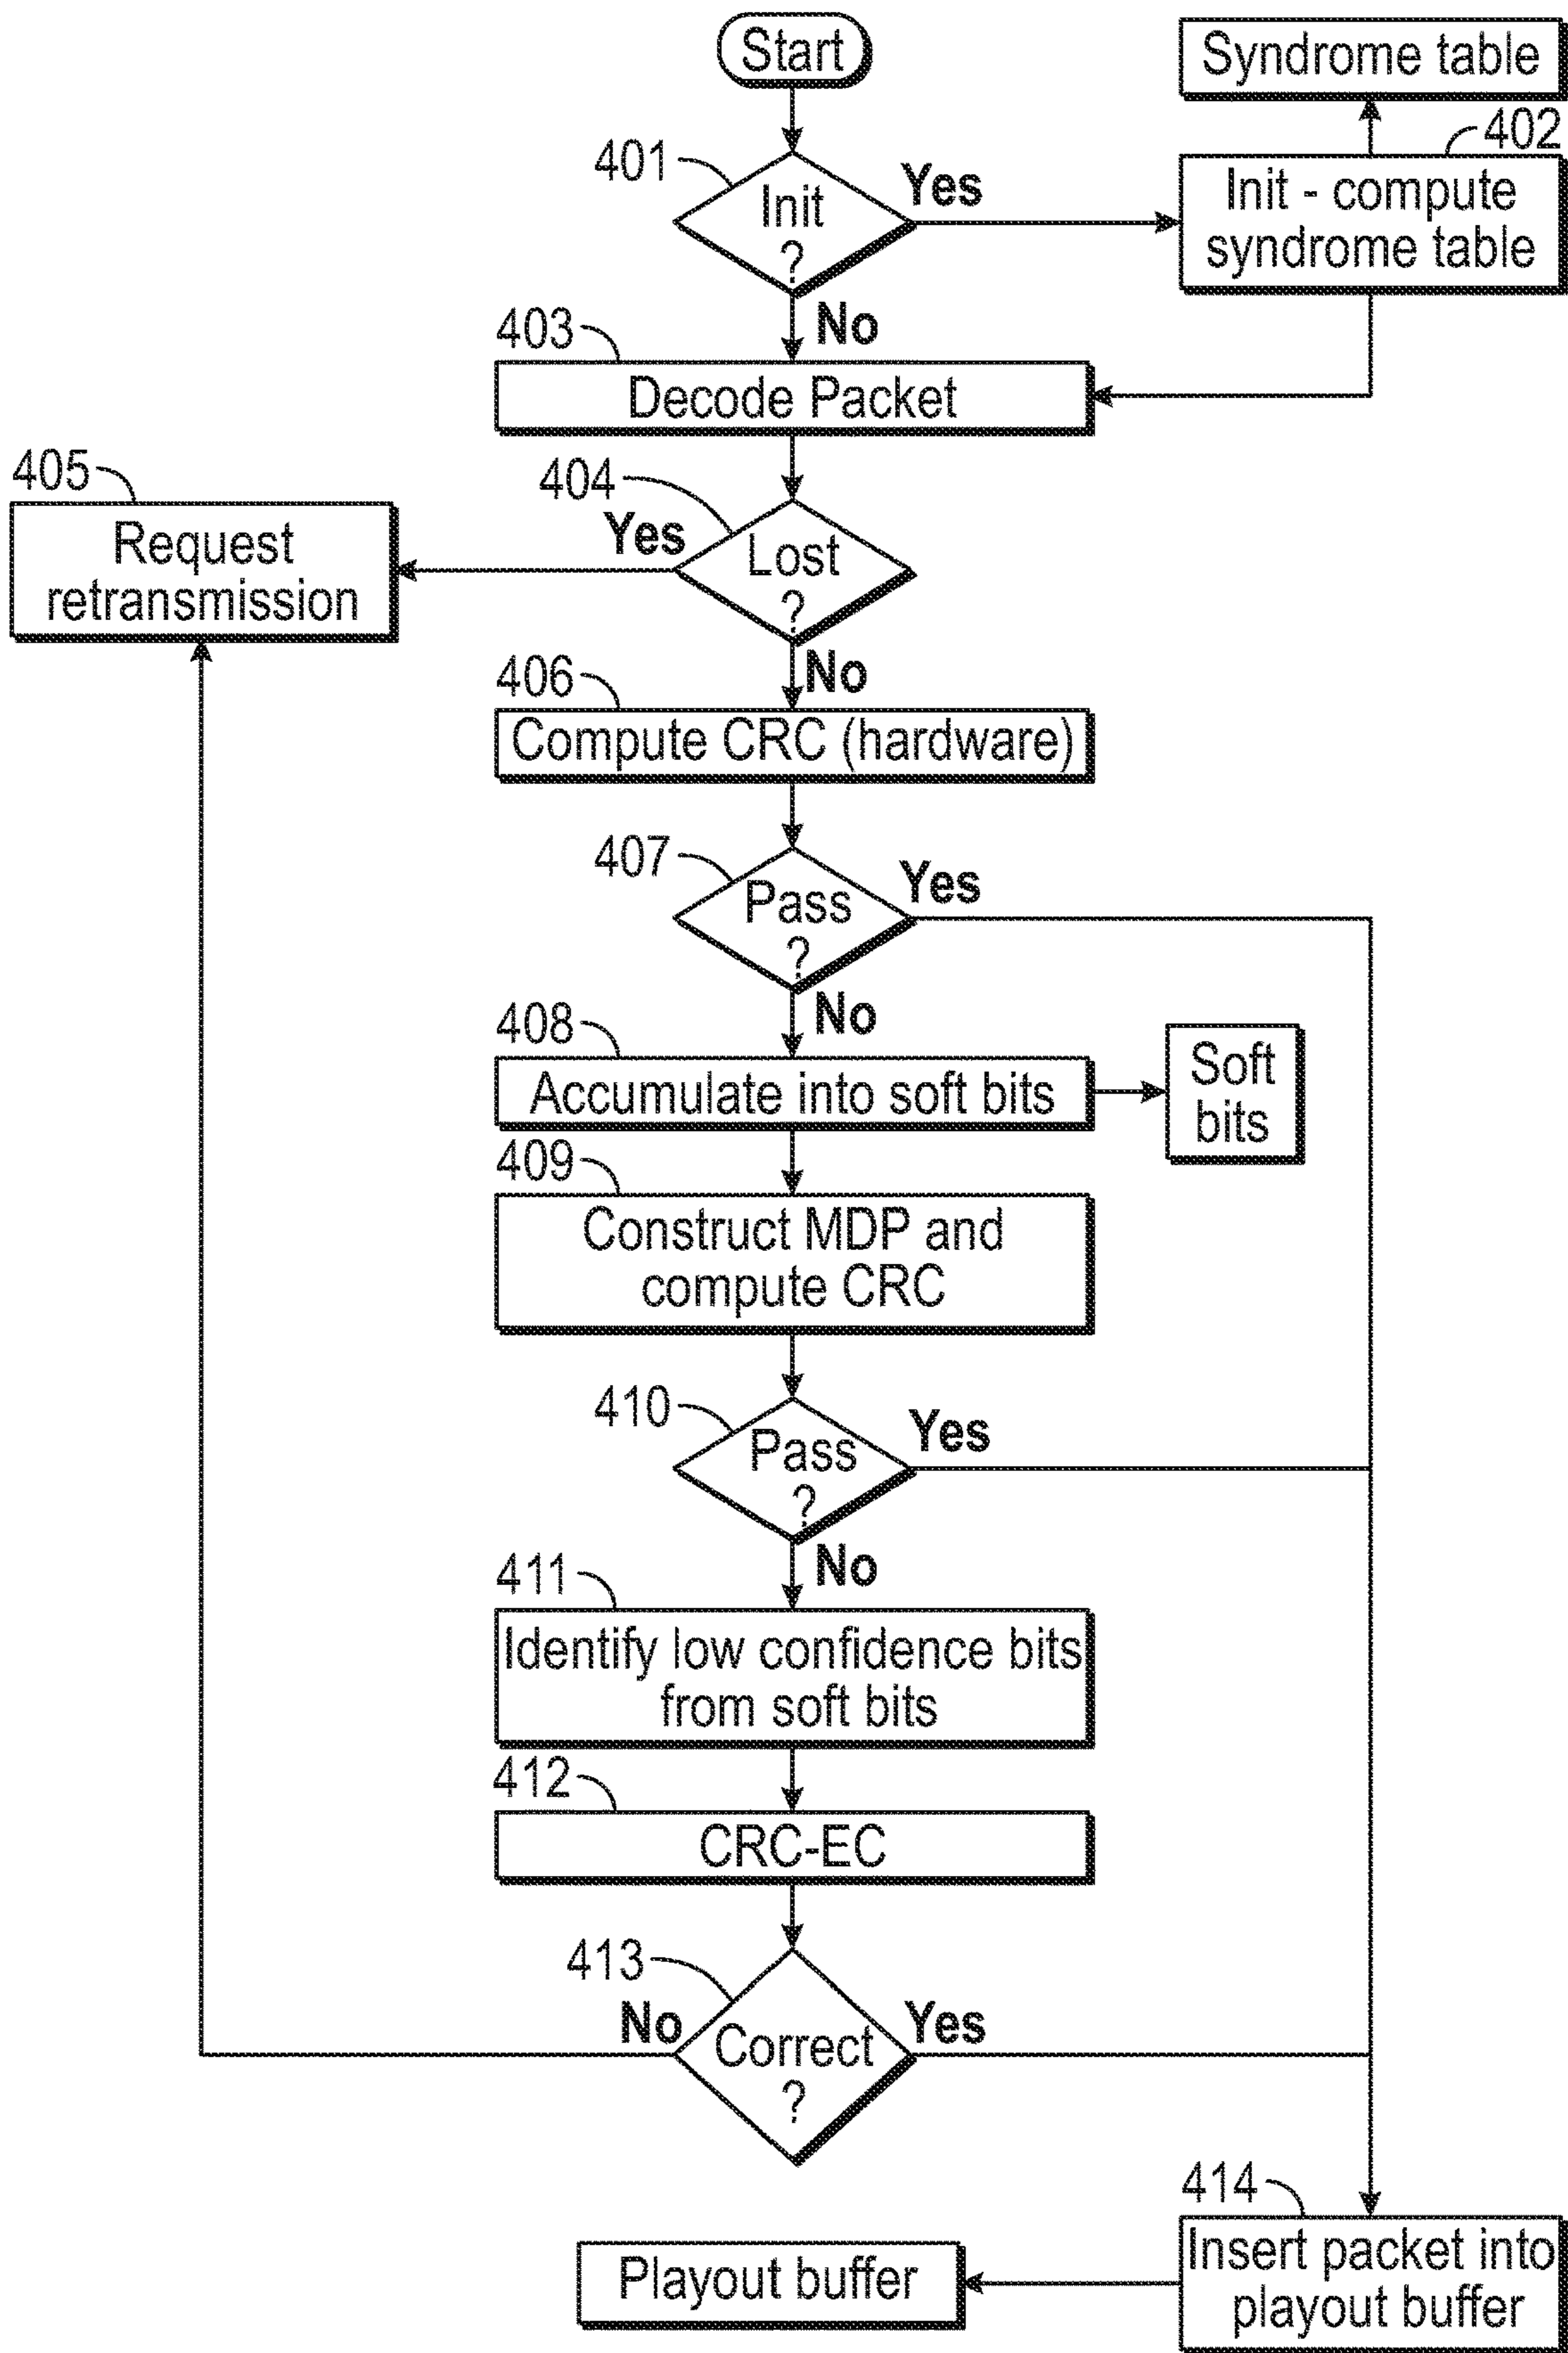 Start
Syndrome table
401
Init
?
Yes
402
Init - compute
syndrome table
No
403
Decode Packet
404
405
Yes
Lost
?
Request
retransmission
No
406
Compute CRC (hardware)
407
Pass
?
Yes
No
408
Accumulate into soft bits
Soft
bits
409
Construct MDP and
compute CRC
410
Pass
?
Yes
No
411
Identify low confidence bits
from soft bits
412
CRC-EC
413
No
Correct
?
Yes
414
Insert packet into
playout buffer
Playout buffer